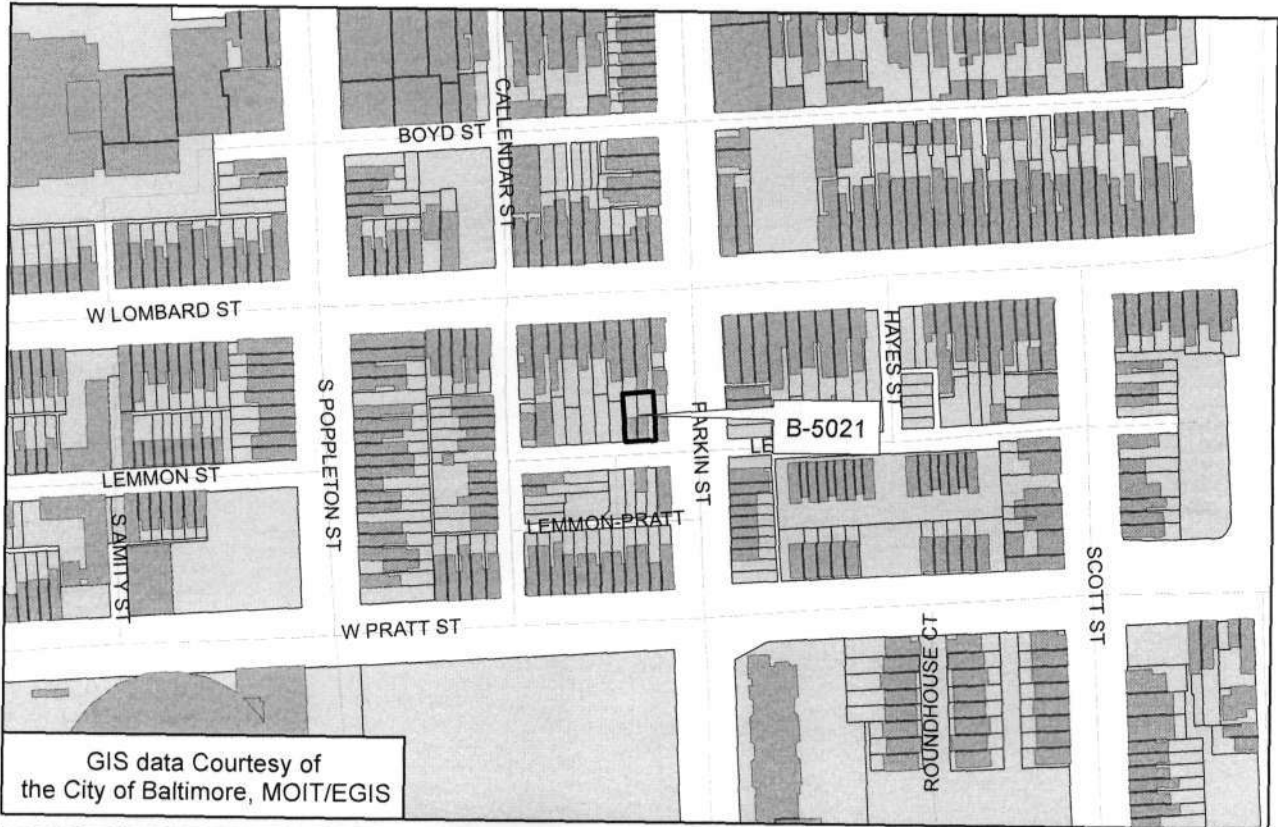 BOYD ST
CALLENDAR ST
W LOMBARD ST
HAYES ST
S POPPLETON ST
PARKIN ST
B-5021
LE
LEMMON ST
LEMMON-PRATT
S AMITY ST
SCOTT ST
W PRATT ST
ROUNDHOUSE CT
GIS data Courtesy of
the City of Baltimore, MOIT/EGIS